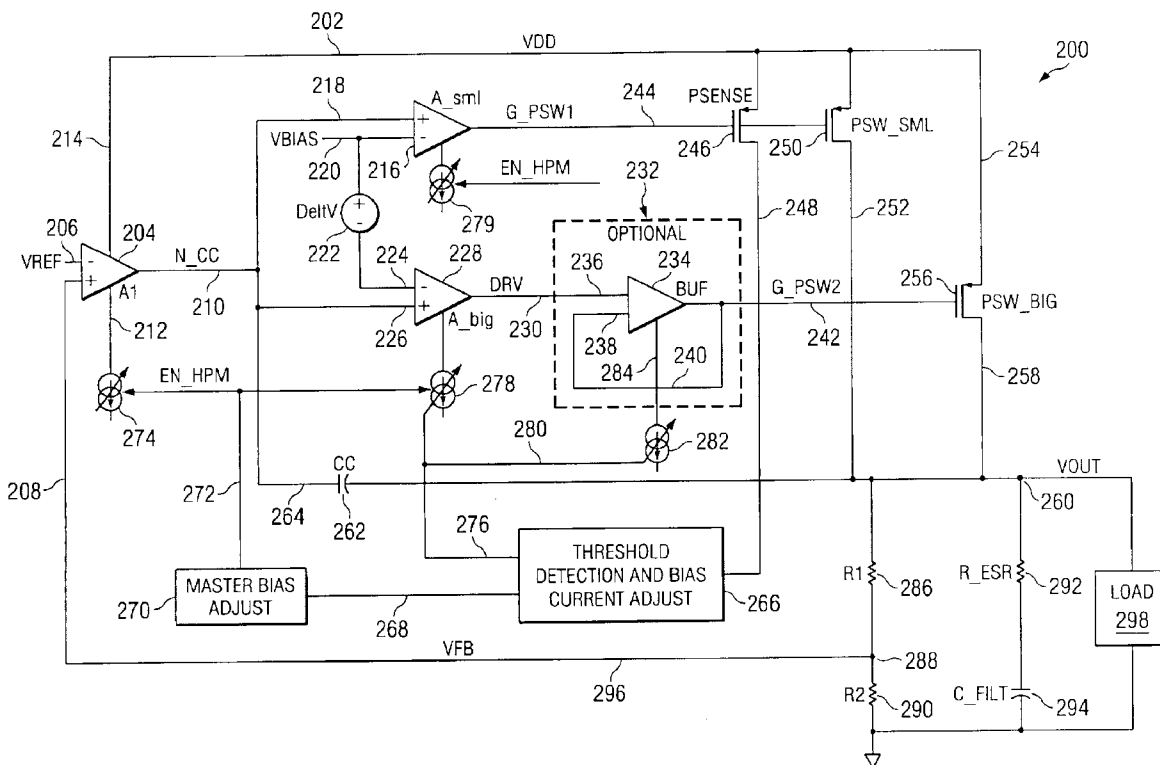 202
VDD
200
A_sml
218
G_PSW1
244
PSENSE
PSW_SML
214
VBIAS
+
-
246
250
220
216
EN_HPM
232
254
279
248
252
DeltV
+
-
222
OPTIONAL
206
204
VREF
-
+
A1
N_CC
210
224
228
-
+
226
A_big
DRV
230
236
234
BUF
238
284
240
G_PSW2
242
256
PSW_BIG
212
258
EN_HPM
274
278
280
282
208
272
CC
264
262
VOUT
260
276
THRESHOLD
DETECTION AND BIAS
CURRENT ADJUST
266
R1
286
R_ESR
292
LOAD
298
270
MASTER BIAS
ADJUST
268
VFB
296
288
R2
290
C_FILT
294